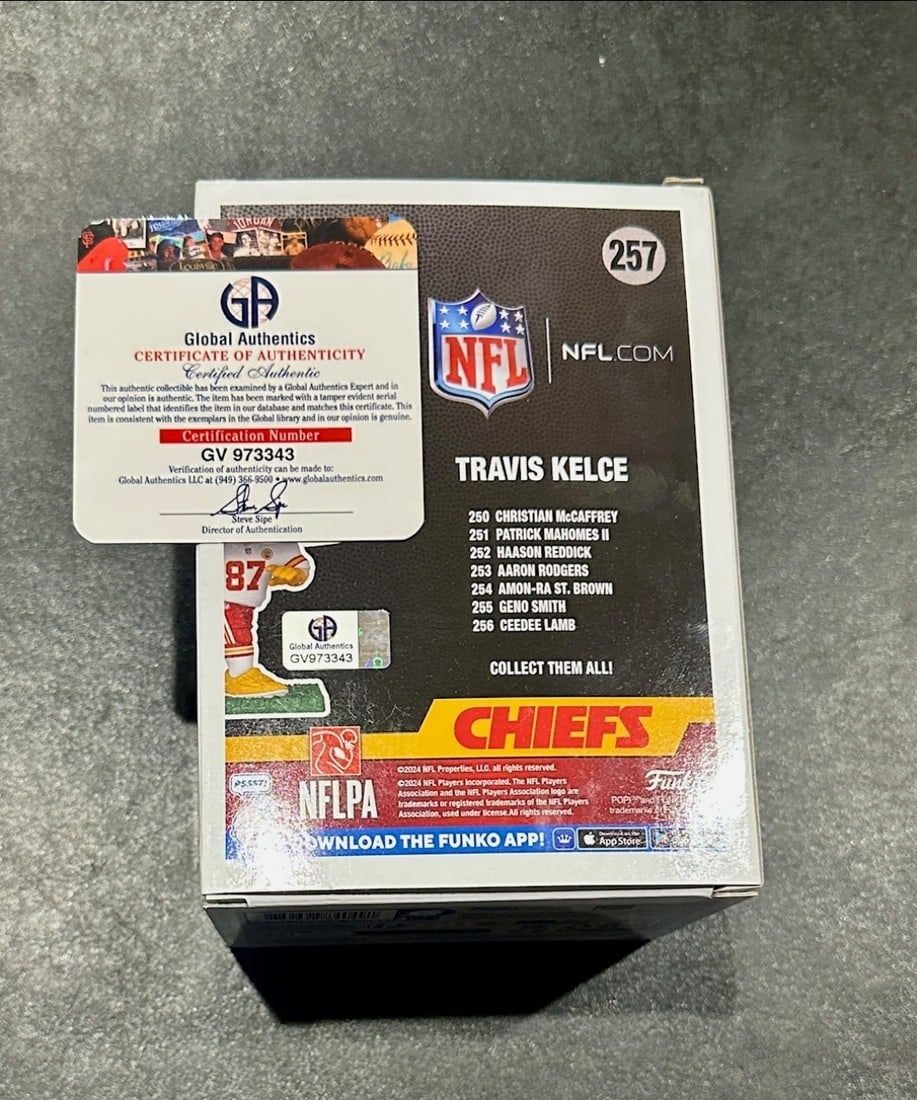 257
NFL
NFL.COM
GA
Global Authentics
CERTIFICATE OF AUTHENTICITY
Certified Authentic
This authentic collectible has been examined by a Global Authentics Expert and in
our opinion is authentic. The item has been marked with a tamper evident serial
numbered label that identifies the item in our database and matches this certificate. This
item is consistent with the exemplars in the Global library and in our opinion is genuine.
Certification Number
GV 973343
Verification of authenticity can be made to:
Global Authentics LLC at (949) 366-9500 • www.globalauthentics.com
Steve Sipe
Director of Authentication
TRAVIS KELCE
250 CHRISTIAN McCAFFREY
251 PATRICK MAHOMES II
252 HAASON REDDICK
253 AARON RODGERS
254 AMON-RA ST. BROWN
255 GENO SMITH
256 CEEDEE LAMB
COLLECT THEM ALL!
87
GA
Global Authentics
GV973343
CHIEFS
NFLPA
©2024 NFL Properties, LLC. all rights reserved.
©2024 NFL Players Incorporated. The NFL Players
Association and the NFL Players Association logo are
trademarks or registered trademarks of the NFL Players
Association, used under license.All rights reserved.
Funk
POP!
OWNLOAD THE FUNKO APP!
Download on the
App Store